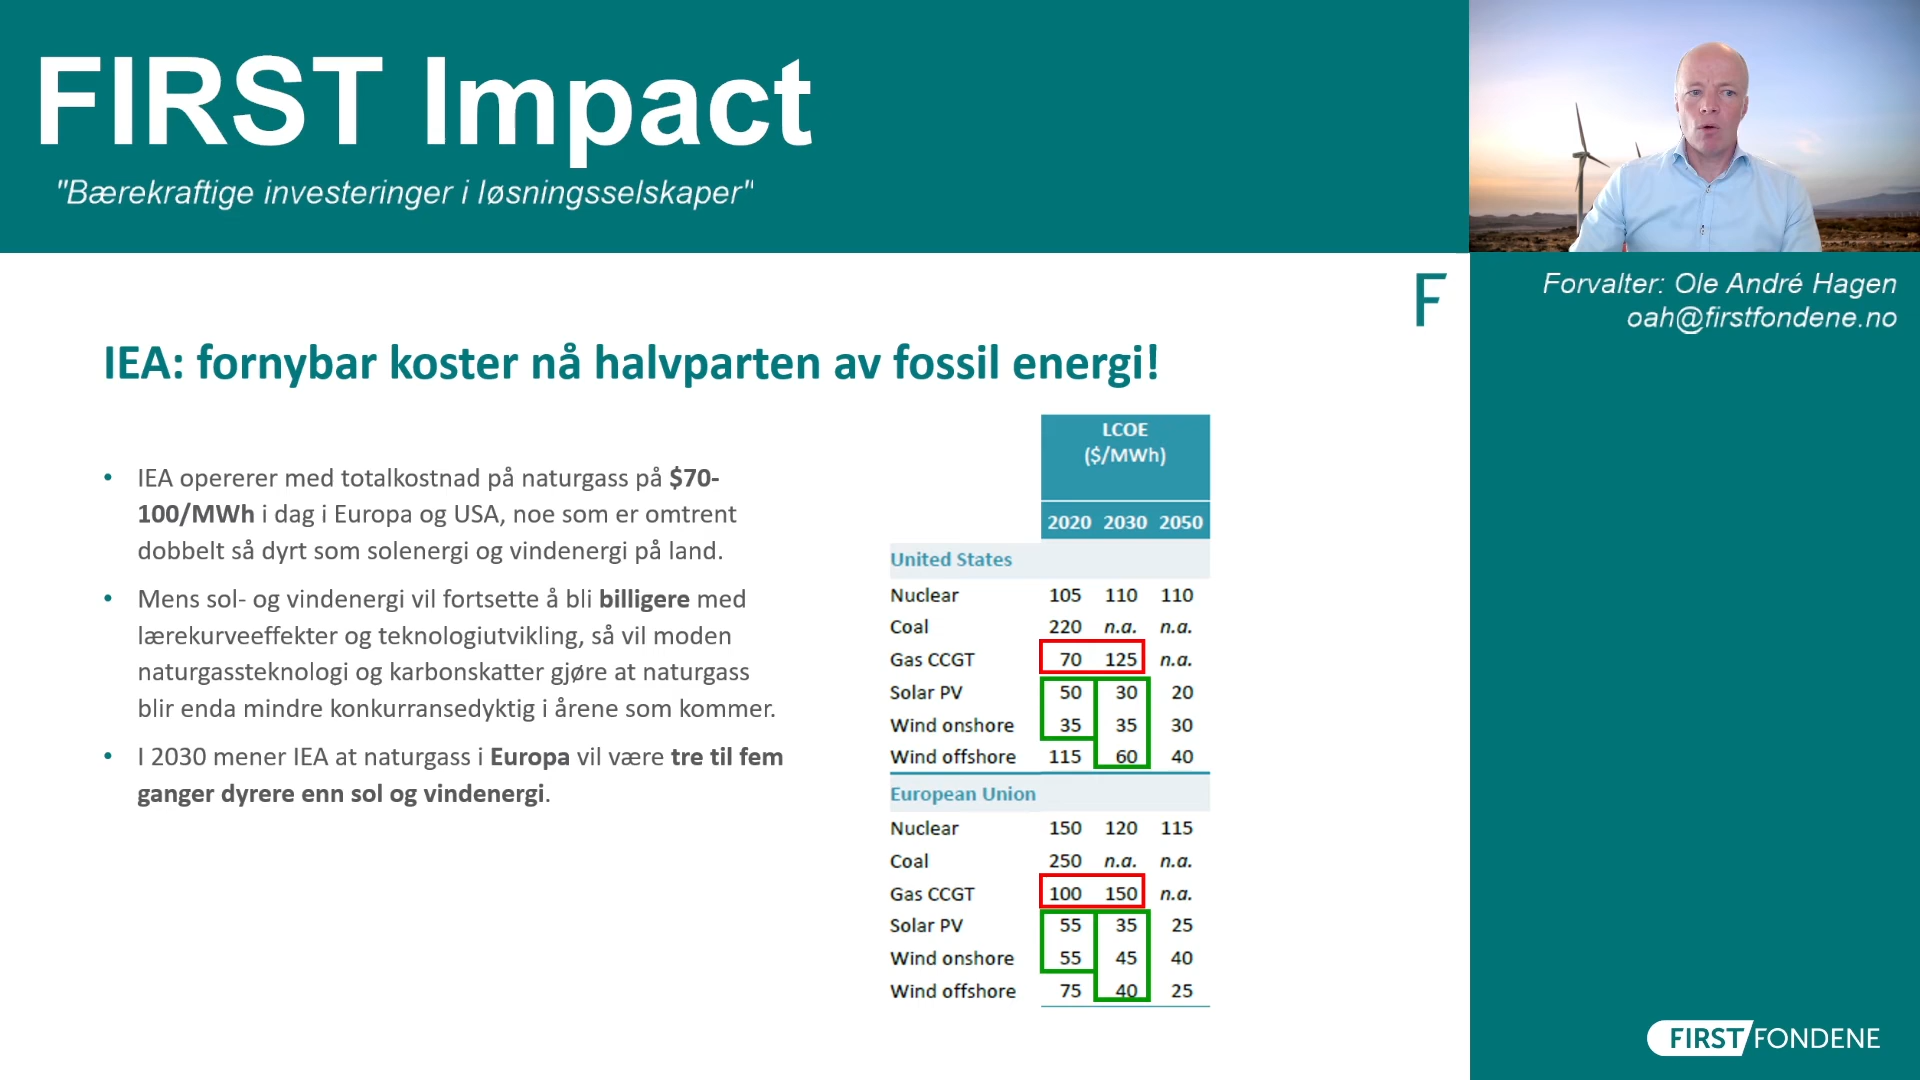 FIRST Impact
"Bærekraftige investeringer i løsningsselskaper"
Forvalter: Ole André Hagen
oah@firstfondene.no
F
IEA: fornybar koster nå halvparten av fossil energi!
• IEA opererer med totalkostnad på naturgass på $70-
100/MWh i dag i Europa og USA, noe som er omtrent
dobbelt så dyrt som solenergi og vindenergi på land.
• Mens sol- og vindenergi vil fortsette å bli billigere med
lærekurveeffekter og teknologiutvikling, så vil moden
naturgassteknologi og karbonskatter gjøre at naturgass
blir enda mindre konkurransedyktig i årene som kommer.
• I 2030 mener IEA at naturgass i Europa vil være tre til fem
ganger dyrere enn sol og vindenergi.
LCOE
($/MWh)
2020 2030 2050
United States
Nuclear 105 110 110
Coal 220 n.a. n.a.
Gas CCGT 70 125 n.a.
Solar PV 50 30 20
Wind onshore 35 35 30
Wind offshore 115 60 40
European Union
Nuclear 150 120 115
Coal 250 n.a. n.a.
Gas CCGT 100 150 n.a.
Solar PV 55 35 25
Wind onshore 55 45 40
Wind offshore 75 40 25
FIRST FONDENE